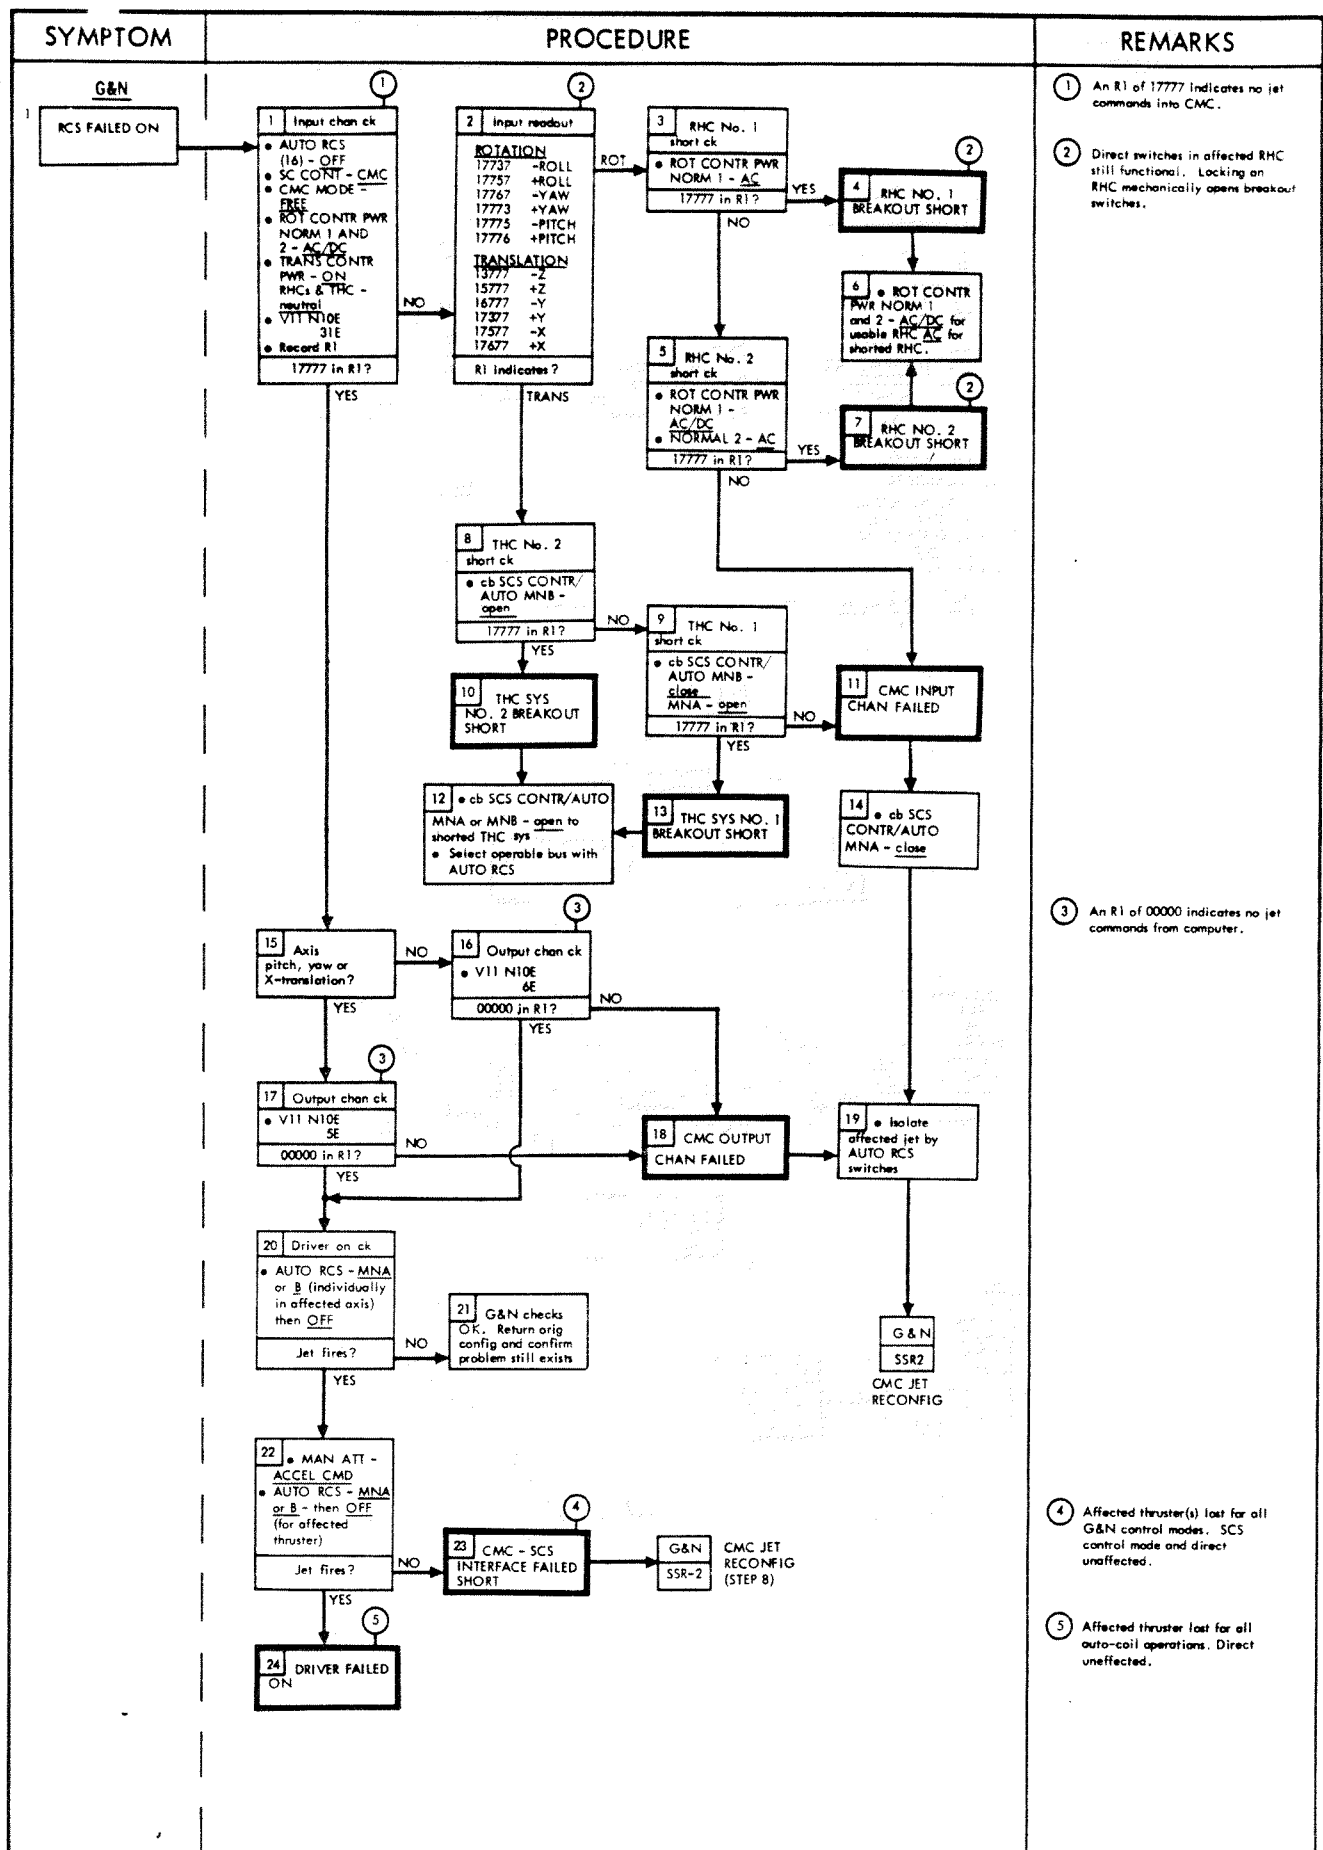 SYMPTOM
PROCEDURE
REMARKS
G&N
1
RCS FAILED ON
1
1 Input chan ck
• AUTO RCS
(16) - OFF
• SC CONT - CMC
• CMC MODE -
FREE
• ROT CONTR PWR
NORM 1 AND
2 - AC/DC
• TRANS CONTR
PWR - ON
RHCs & THC -
neutral
• V11 N10E
31E
• Record R1
17777 in R1?
NO
YES
2
2 Input readout
ROTATION
17737 -ROLL
17757 +ROLL
17767 -YAW
17773 +YAW
17775 -PITCH
17776 +PITCH
TRANSLATION
13777 -Z
15777 +Z
16777 -Y
17377 +Y
17577 -X
17677 +X
R1 indicates?
ROT
TRANS
3 RHC No. 1
short ck
• ROT CONTR PWR
NORM 1 - AC
17777 in R1?
YES
NO
2
4 RHC NO. 1
BREAKOUT SHORT
6 • ROT CONTR
PWR NORM 1
and 2 - AC/DC for
usable RHC AC for
shorted RHC.
5 RHC No. 2
short ck
• ROT CONTR PWR
NORM 1 -
AC/DC
• NORMAL 2 - AC
17777 in R1?
YES
NO
2
7 RHC NO. 2
BREAKOUT SHORT
8 THC No. 2
short ck
• cb SCS CONTR/
AUTO MNB -
open
17777 in R1?
NO
YES
9 THC No. 1
short ck
• cb SCS CONTR/
AUTO MNB -
close
MNA - open
17777 in R1?
NO
YES
10 THC SYS
NO. 2 BREAKOUT
SHORT
11 CMC INPUT
CHAN FAILED
12 • cb SCS CONTR/AUTO
MNA or MNB - open to
shorted THC sys
• Select operable bus with
AUTO RCS
13 THC SYS NO. 1
BREAKOUT SHORT
14 • cb SCS
CONTR/AUTO
MNA - close
15 Axis
pitch, yaw or
X-translation?
NO
YES
3
16 Output chan ck
• V11 N10E
6E
00000 in R1?
NO
YES
3
17 Output chan ck
• V11 N10E
5E
00000 in R1?
NO
YES
18 CMC OUTPUT
CHAN FAILED
19 • Isolate
affected jet by
AUTO RCS
switches
20 Driver on ck
• AUTO RCS - MNA
or B (individually
in affected axis)
then OFF
Jet fires?
NO
YES
21 G&N checks
OK. Return orig
config and confirm
problem still exists
G & N
SSR2
CMC JET
RECONFIG
22 • MAN ATT -
ACCEL CMD
• AUTO RCS - MNA
or B - then OFF
(for affected
thruster)
Jet fires?
NO
YES
4
23 CMC - SCS
INTERFACE FAILED
SHORT
G&N
SSR-2
CMC JET
RECONFIG
(STEP 8)
5
24 DRIVER FAILED
ON
1 An R1 of 17777 indicates no jet
commands into CMC.
2 Direct switches in affected RHC
still functional. Locking an
RHC mechanically opens breakout
switches.
3 An R1 of 00000 indicates no jet
commands from computer.
4 Affected thruster(s) lost for all
G&N control modes. SCS
control mode and direct
unaffected.
5 Affected thruster lost for all
auto-coil operations. Direct
uneffected.